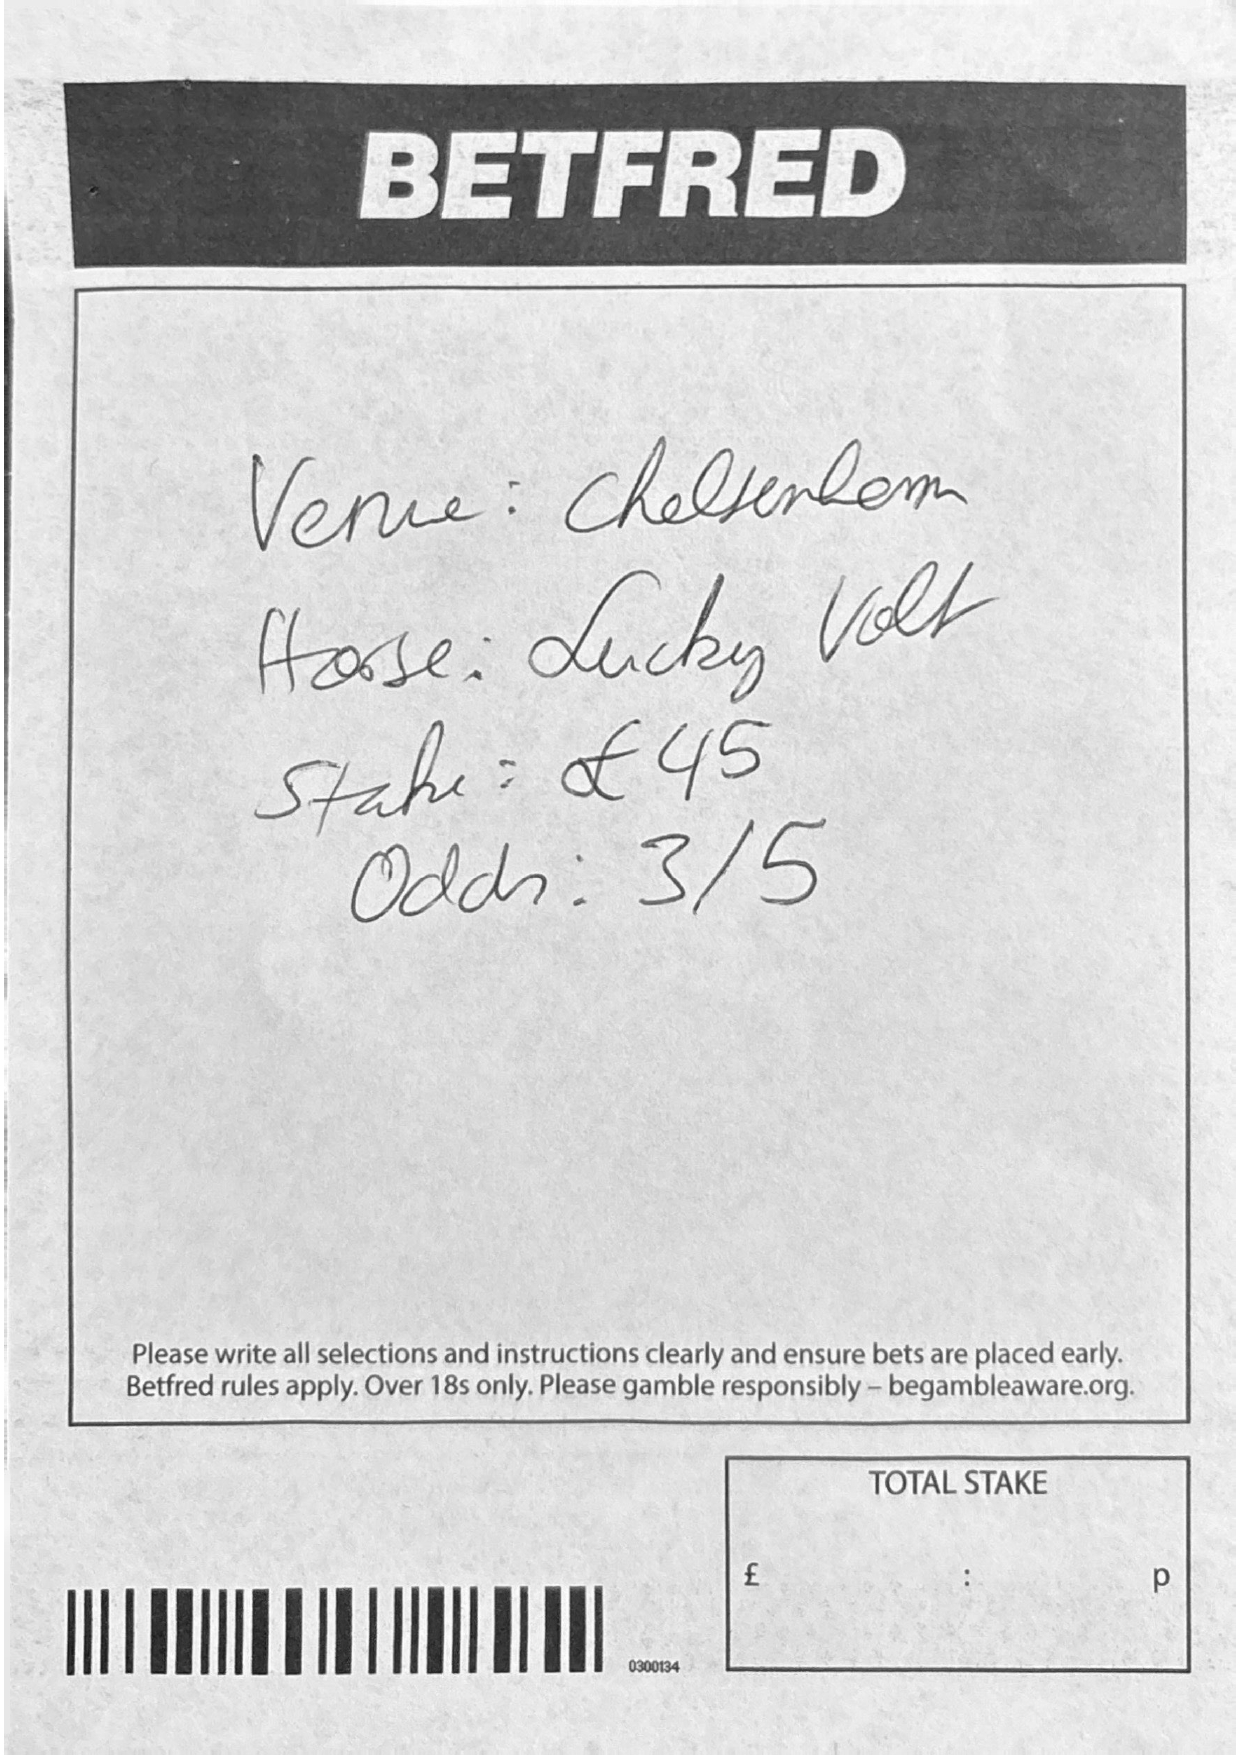 BETFRED
Venue: Cheltenham
Horse: Lucky Volt
Stake: £45
Odds: 3/5
Please write all selections and instructions clearly and ensure bets are placed early.
Betfred rules apply. Over 18s only. Please gamble responsibly – begambleaware.org.
TOTAL STAKE
£ : p
0300134